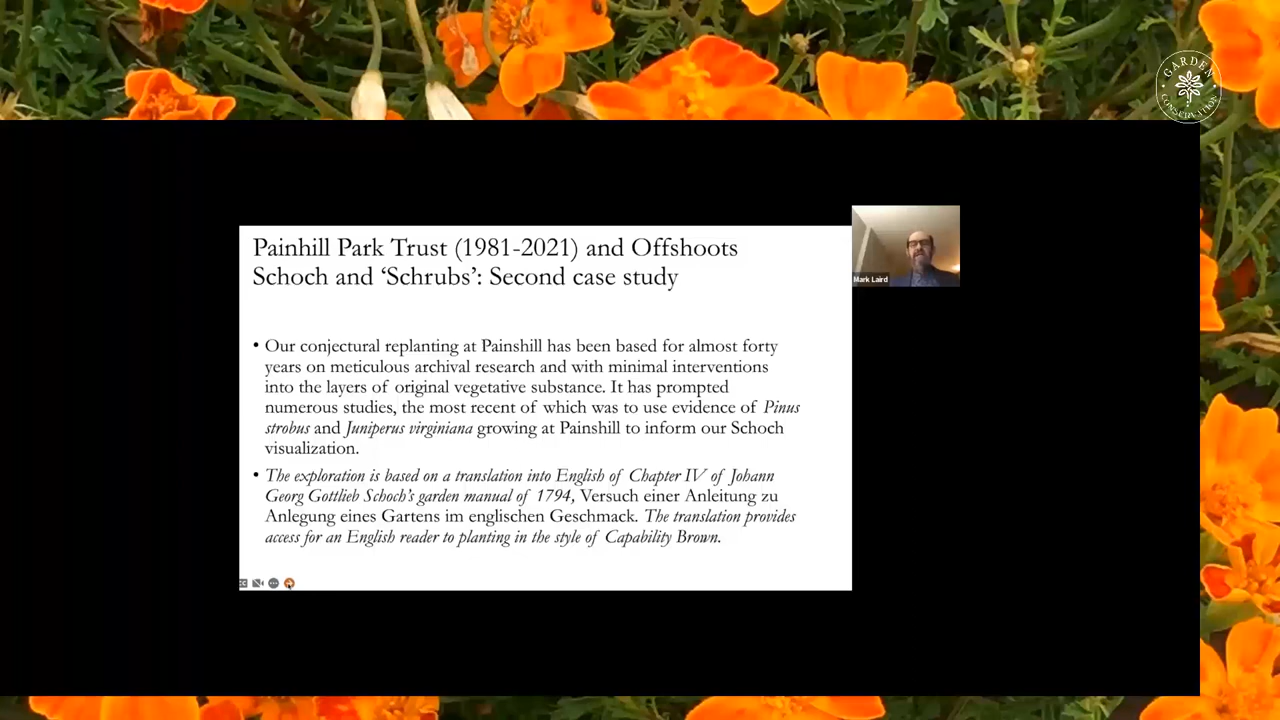 GARDEN
CONSERVATION
Painhill Park Trust (1981-2021) and Offshoots
Schoch and ‘Schrubs’: Second case study
Mark Laird
• Our conjectural replanting at Painshill has been based for almost forty
years on meticulous archival research and with minimal interventions
into the layers of original vegetative substance. It has prompted
numerous studies, the most recent of which was to use evidence of Pinus
strobus and Juniperus virginiana growing at Painshill to inform our Schoch
visualization.
• The exploration is based on a translation into English of Chapter IV of Johann
Georg Gottlieb Schoch’s garden manual of 1794, Versuch einer Anleitung zu
Anlegung eines Gartens im englischen Geschmack. The translation provides
access for an English reader to planting in the style of Capability Brown.